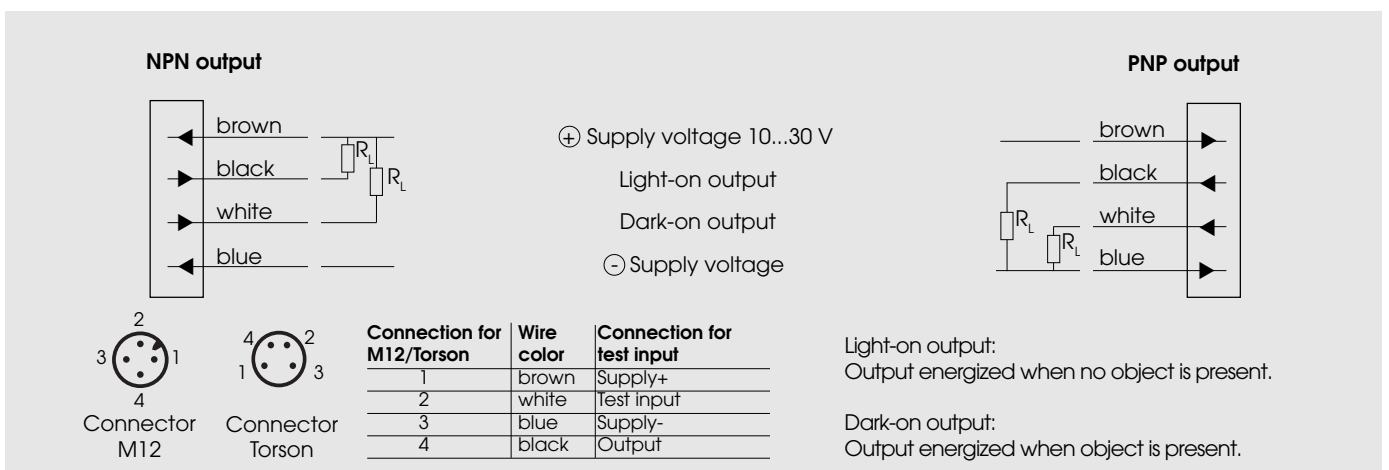 NPN output
PNP output
brown
black
white
blue
R_L
R_L
(+) Supply voltage 10...30 V
Light-on output
Dark-on output
(-) Supply voltage
brown
black
white
blue
R_L
R_L
2
3 1
4
Connector
M12
4 2
1 3
Connector
Torson
Connection for M12/Torson | Wire color | Connection for test input
1 brown Supply+
2 white Test input
3 blue Supply-
4 black Output
Light-on output:
Output energized when no object is present.
Dark-on output:
Output energized when object is present.